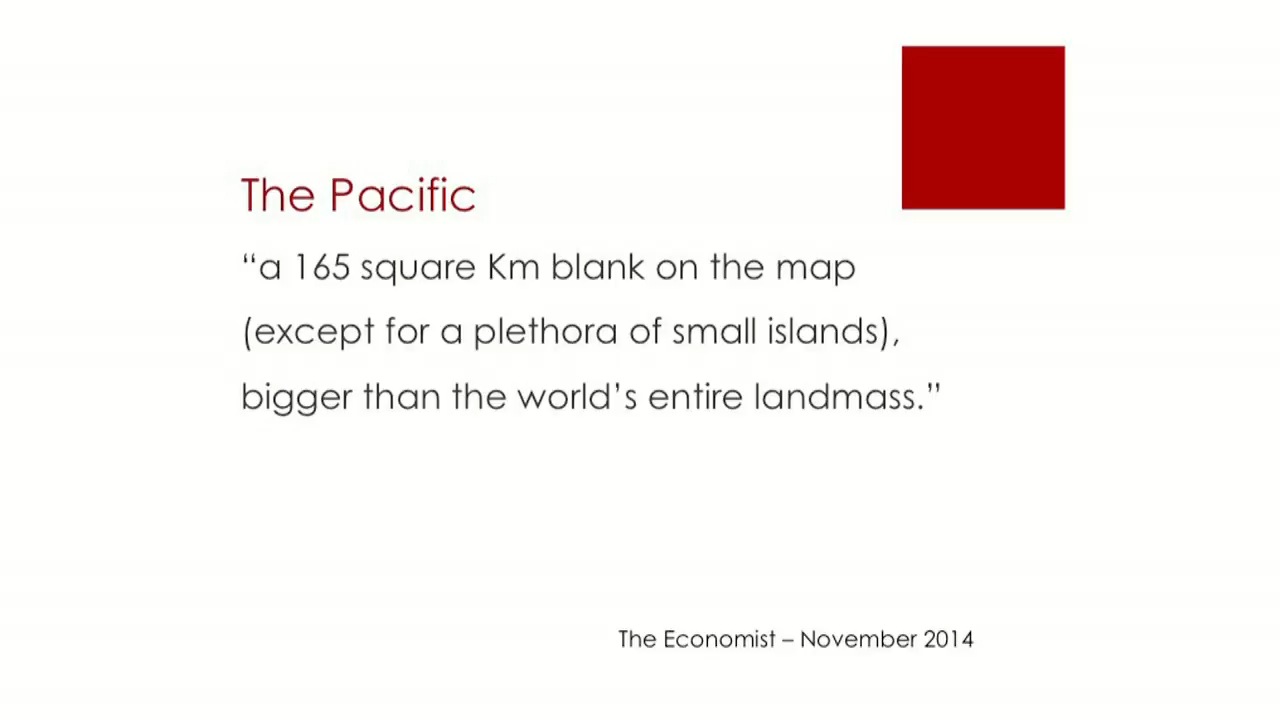 The Pacific
“a 165 square Km blank on the map
(except for a plethora of small islands),
bigger than the world’s entire landmass.”
The Economist – November 2014